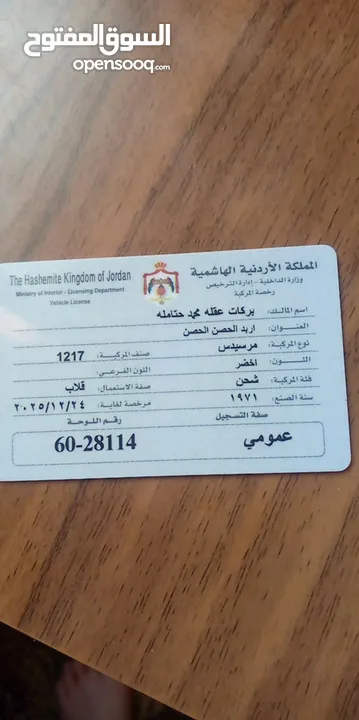 السوق المفتوح
opensooq.com
المملكة الأردنية الهاشمية
وزارة الداخلية - إدارة الترخيص
رخصة المركبة
The Hashemite Kingdom of Jordan
Ministry of Interior - Licensing Department
Vehicle License
اسم المالك: بركات عقله محمد حتامله
العنوان: اربد الحصن الحصن
نوع المركبة: مرسيدس صنف المركبة: 1217
اللون: اخضر اللون الفرعي:
فئة المركبة: شحن صفة الاستعمال: قلاب
سنة الصنع: ١٩٧١ مرخصة لغاية: ٢٠٢٥/١٢/٢٤
صفة التسجيل رقم اللوحة
عمومي 60-28114